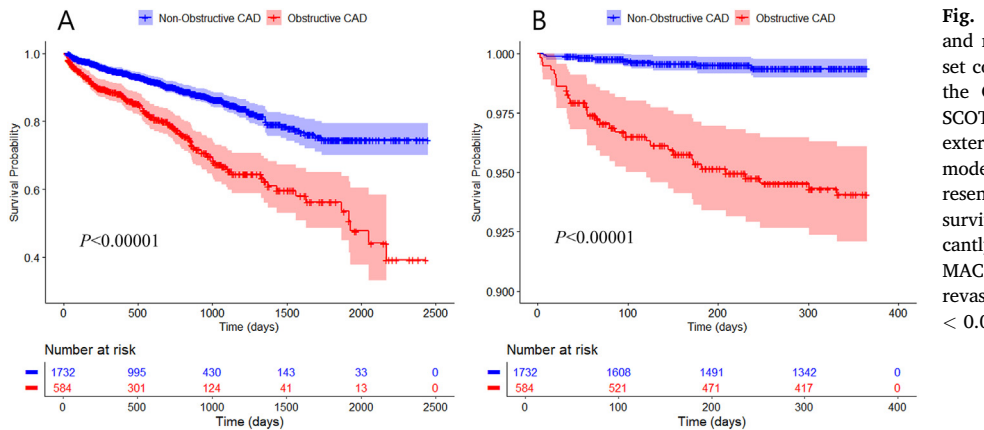 A
Non-Obstructive CAD Obstructive CAD
Survival Probability
1.0
0.8
0.6
0.4
P<0.00001
0 500 1000 1500 2000 2500
Time (days)
Number at risk
1732 995 430 143 33 0
584 301 124 41 13 0
0 500 1000 1500 2000 2500
Time (days)
B
Non-Obstructive CAD Obstructive CAD
Survival Probability
1.000
0.975
0.950
0.925
0.900
P<0.00001
0 100 200 300 400
Time (days)
Number at risk
1732 1608 1491 1342 0
584 521 471 417 0
0 100 200 300 400
Time (days)
Fig.
and r
set co
the C
SCOT
exter
mode
resen
surviv
cantly
MAC
revas
< 0.0